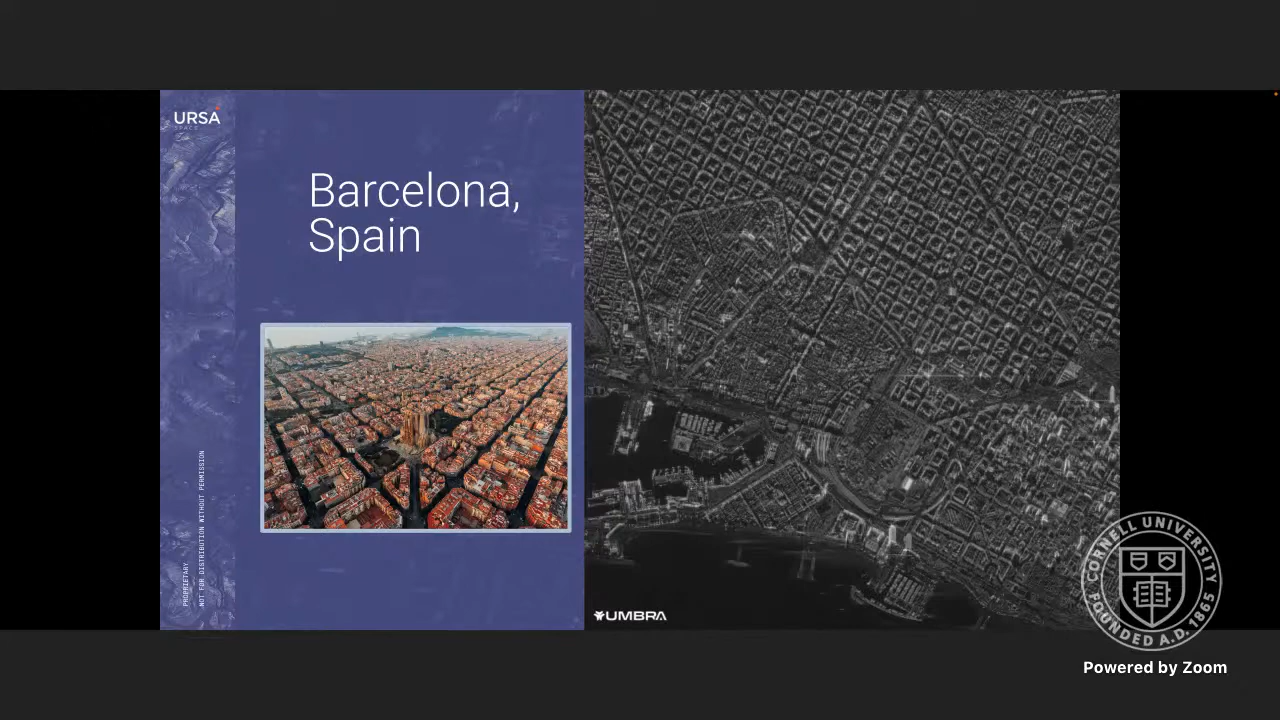 URSA
SPACE
Barcelona,
Spain
PROPRIETARY
NOT FOR DISTRIBUTION WITHOUT PERMISSION
UMBRA
CORNELL UNIVERSITY
FOUNDED A.D. 1865
Powered by Zoom